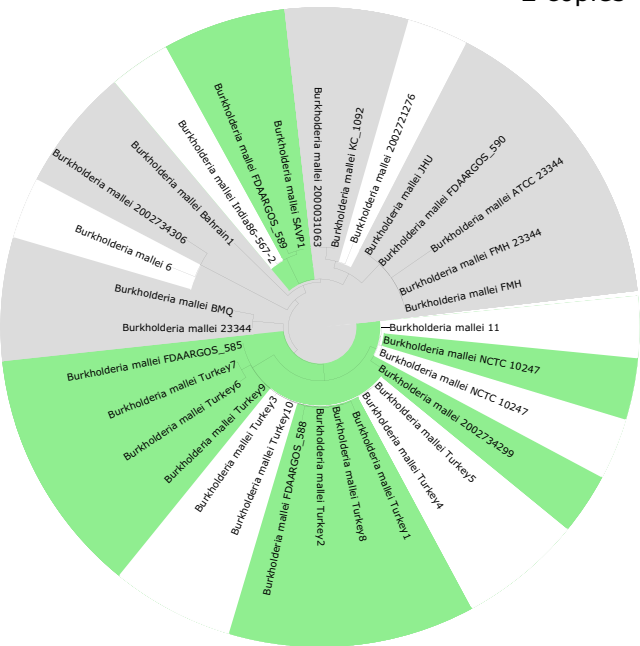 Burkholderia mallei 2000031063
Burkholderia mallei KC_1092
Burkholderia mallei 2002721276
Burkholderia mallei JHU
Burkholderia mallei FDAARGOS_590
Burkholderia mallei ATCC 23344
Burkholderia mallei FMH 23344
Burkholderia mallei FMH
Burkholderia mallei 11
Burkholderia mallei NCTC 10247
Burkholderia mallei NCTC 10247
Burkholderia mallei 2002734299
Burkholderia mallei Turkey5
Burkholderia mallei Turkey4
Burkholderia mallei Turkey1
Burkholderia mallei Turkey8
Burkholderia mallei Turkey2
Burkholderia mallei FDAARGOS_588
Burkholderia mallei Turkey10
Burkholderia mallei Turkey3
Burkholderia mallei Turkey9
Burkholderia mallei Turkey6
Burkholderia mallei Turkey7
Burkholderia mallei FDAARGOS_585
Burkholderia mallei 23344
Burkholderia mallei BMQ
Burkholderia mallei 6
Burkholderia mallei 2002734306
Burkholderia mallei Bahrain1
Burkholderia mallei India86-567-2
Burkholderia mallei FDAARGOS_589
Burkholderia mallei SAVP1